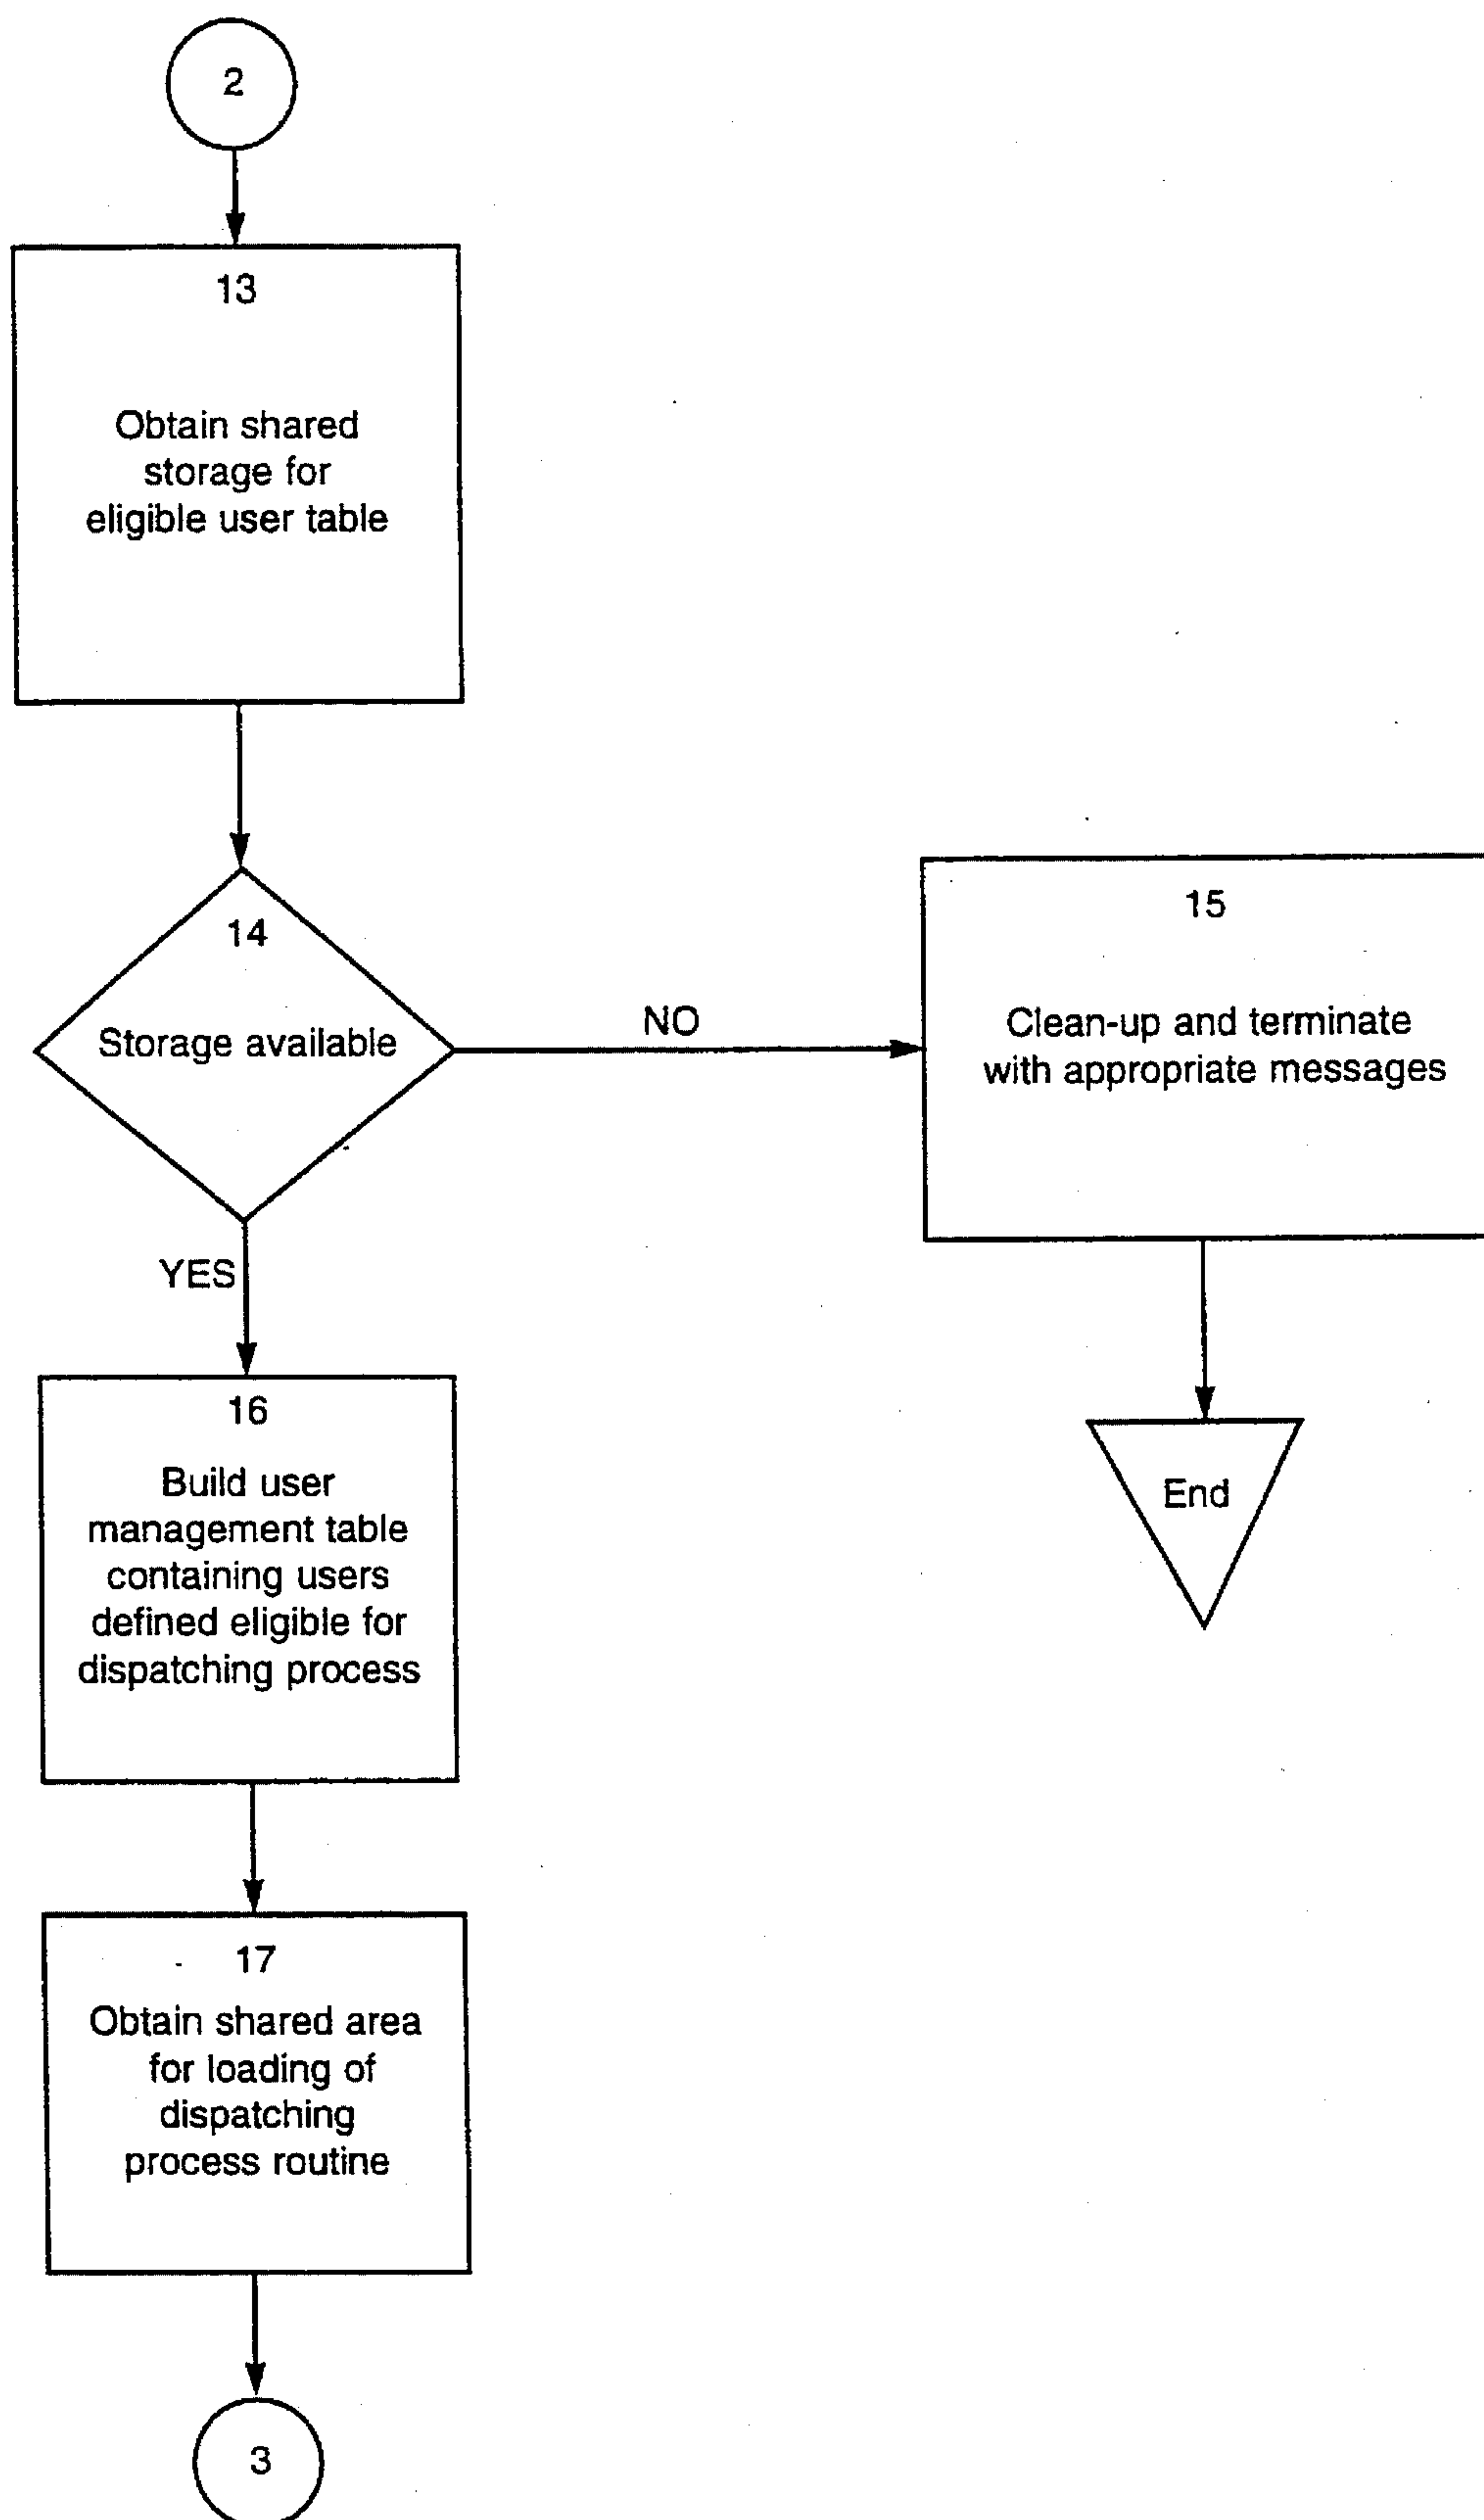 2
13
Obtain shared
storage for
eligible user table
14
Storage available
NO
15
Clean-up and terminate
with appropriate messages
YES
16
Build user
management table
containing users
defined eligible for
dispatching process
End
17
Obtain shared area
for loading of
dispatching
process routine
3